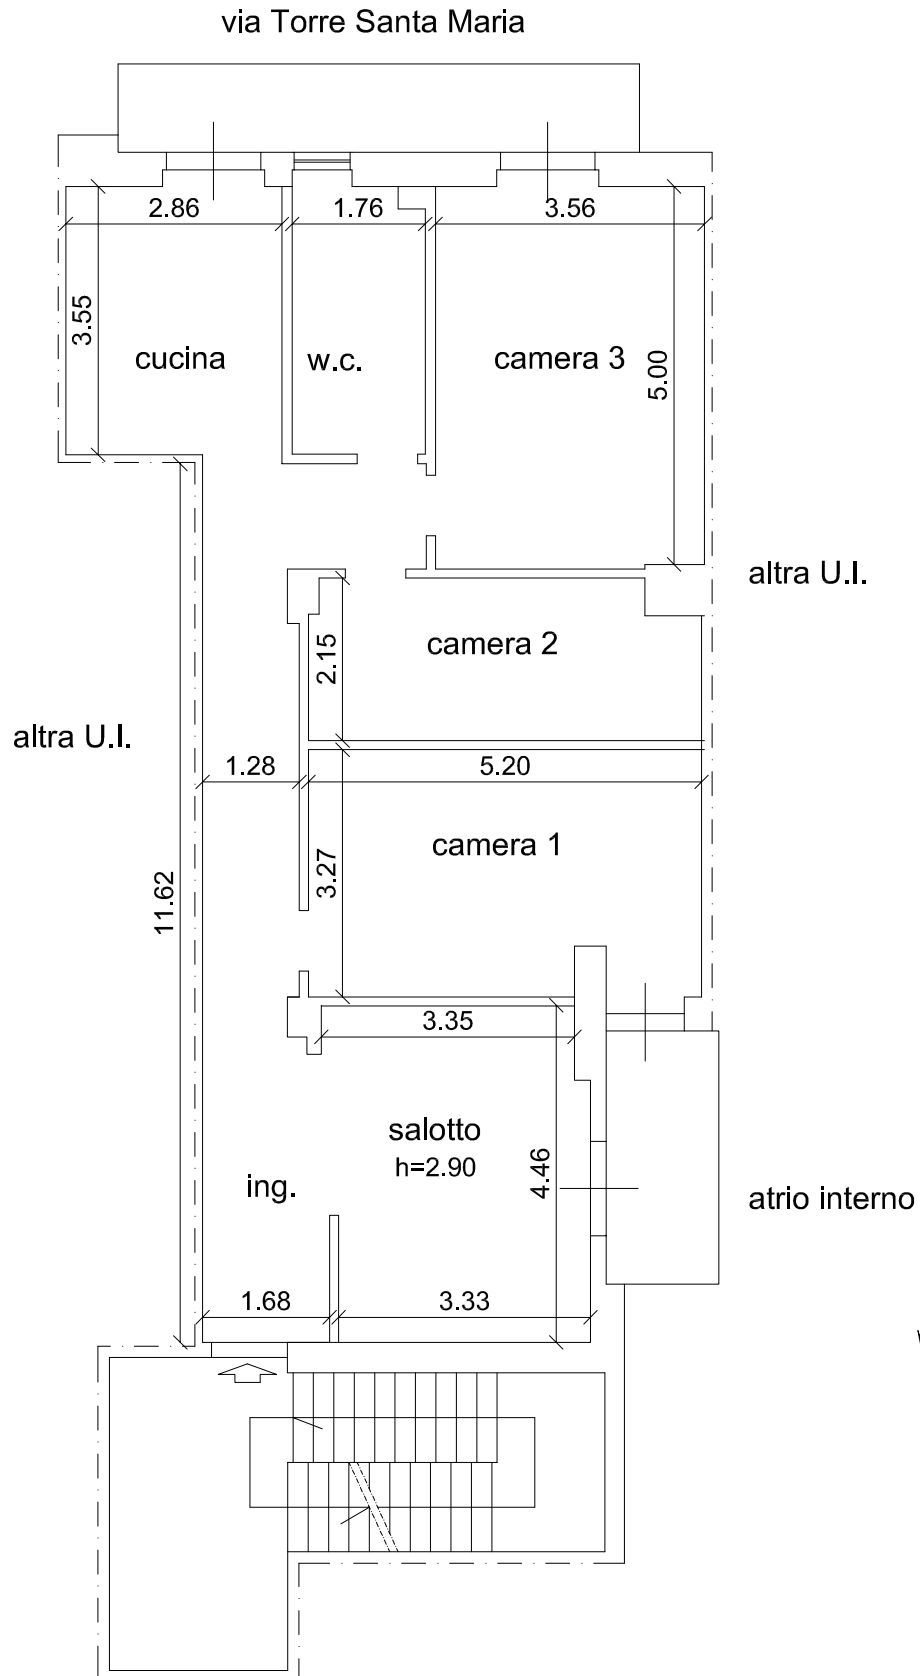 via Torre Santa Maria
2.86
1.76
3.56
3.55
cucina
w.c.
camera 3
5.00
altra U.I.
2.15
camera 2
altra U.I.
1.28
5.20
camera 1
3.27
11.62
3.35
salotto
h=2.90
4.46
ing.
atrio interno
1.68
3.33